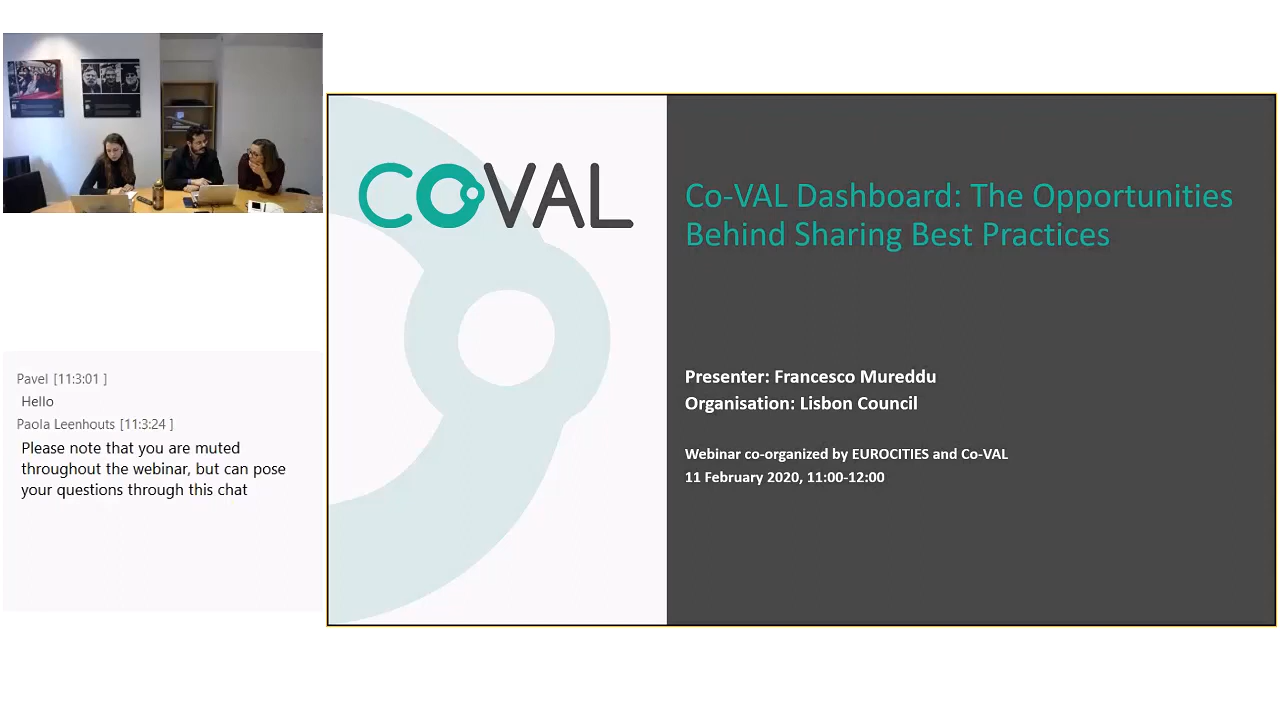 Pavel [11:3:01 ]
Hello
Paola Leenhouts [11:3:24 ]
Please note that you are muted
throughout the webinar, but can pose
your questions through this chat
COVAL
Co-VAL Dashboard: The Opportunities
Behind Sharing Best Practices
Presenter: Francesco Mureddu
Organisation: Lisbon Council
Webinar co-organized by EUROCITIES and Co-VAL
11 February 2020, 11:00-12:00